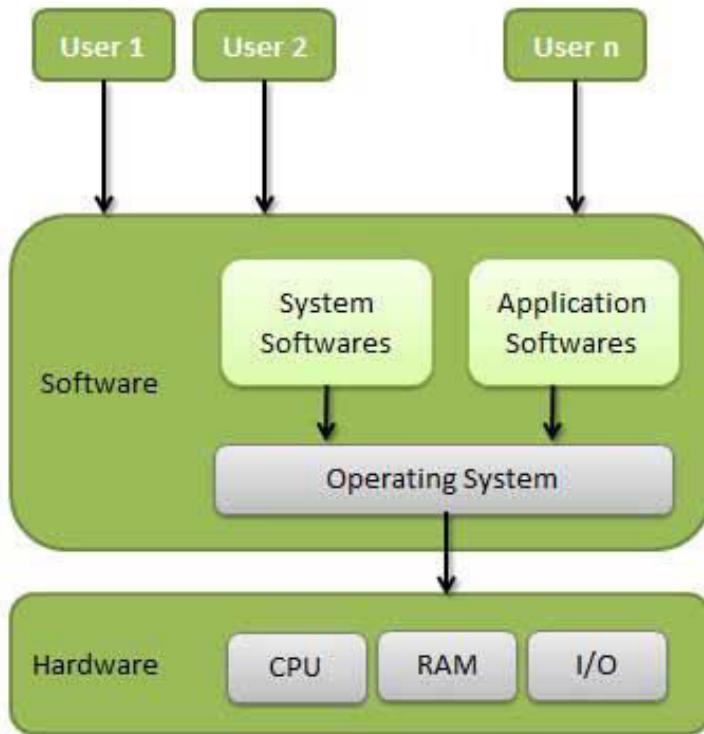 User 1
User 2
User n
System
Softwares
Application
Softwares
Software
Operating System
Hardware
CPU
RAM
I/O